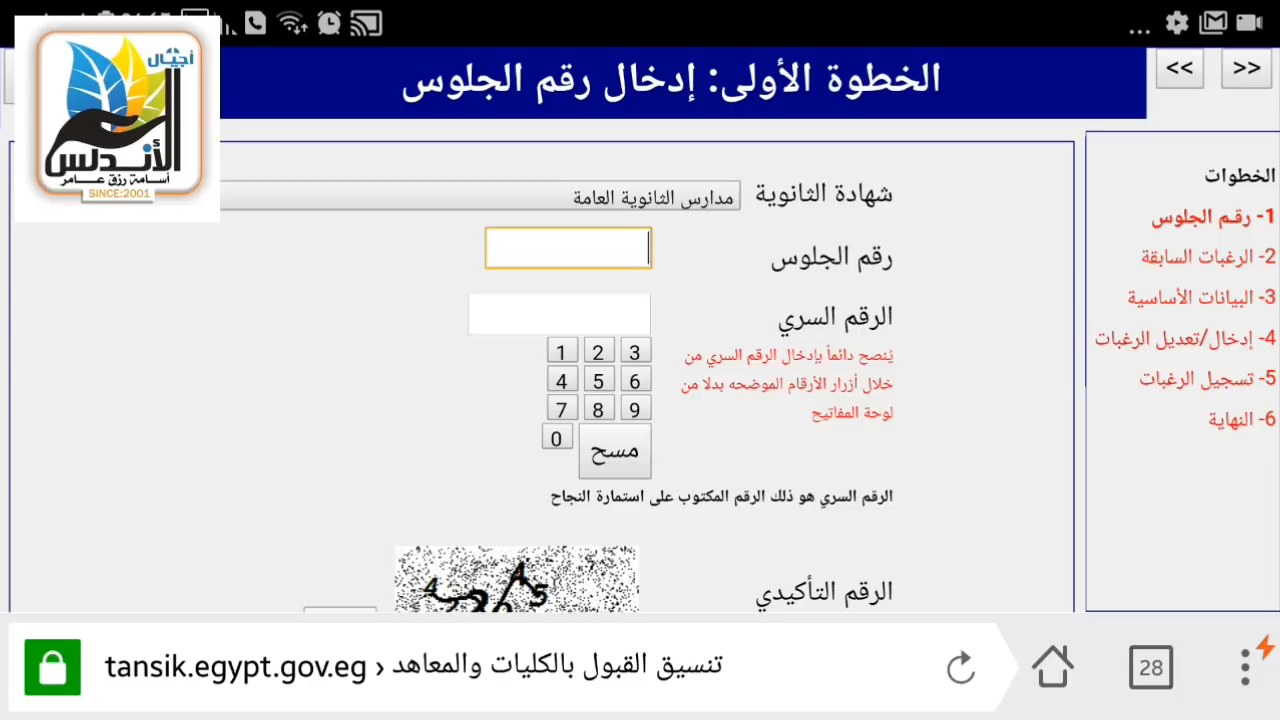 أجيال
الأندلس
أسامة رزق عامر
SINCE:2001
الخطوة الأولى: إدخال رقم الجلوس
<< >>
شهادة الثانوية
مدارس الثانوية العامة
رقم الجلوس
الرقم السري
يُنصح دائماً بإدخال الرقم السري من
خلال أزرار الأرقام الموضحه بدلا من
لوحة المفاتيح
1 2 3
4 5 6
7 8 9
0 مسح
الرقم السري هو ذلك الرقم المكتوب على استمارة النجاح
الرقم التأكيدي
الخطوات
1- رقم الجلوس
2- الرغبات السابقة
3- البيانات الأساسية
4- إدخال/تعديل الرغبات
5- تسجيل الرغبات
6- النهاية
tansik.egypt.gov.eg › تنسيق القبول بالكليات والمعاهد
28